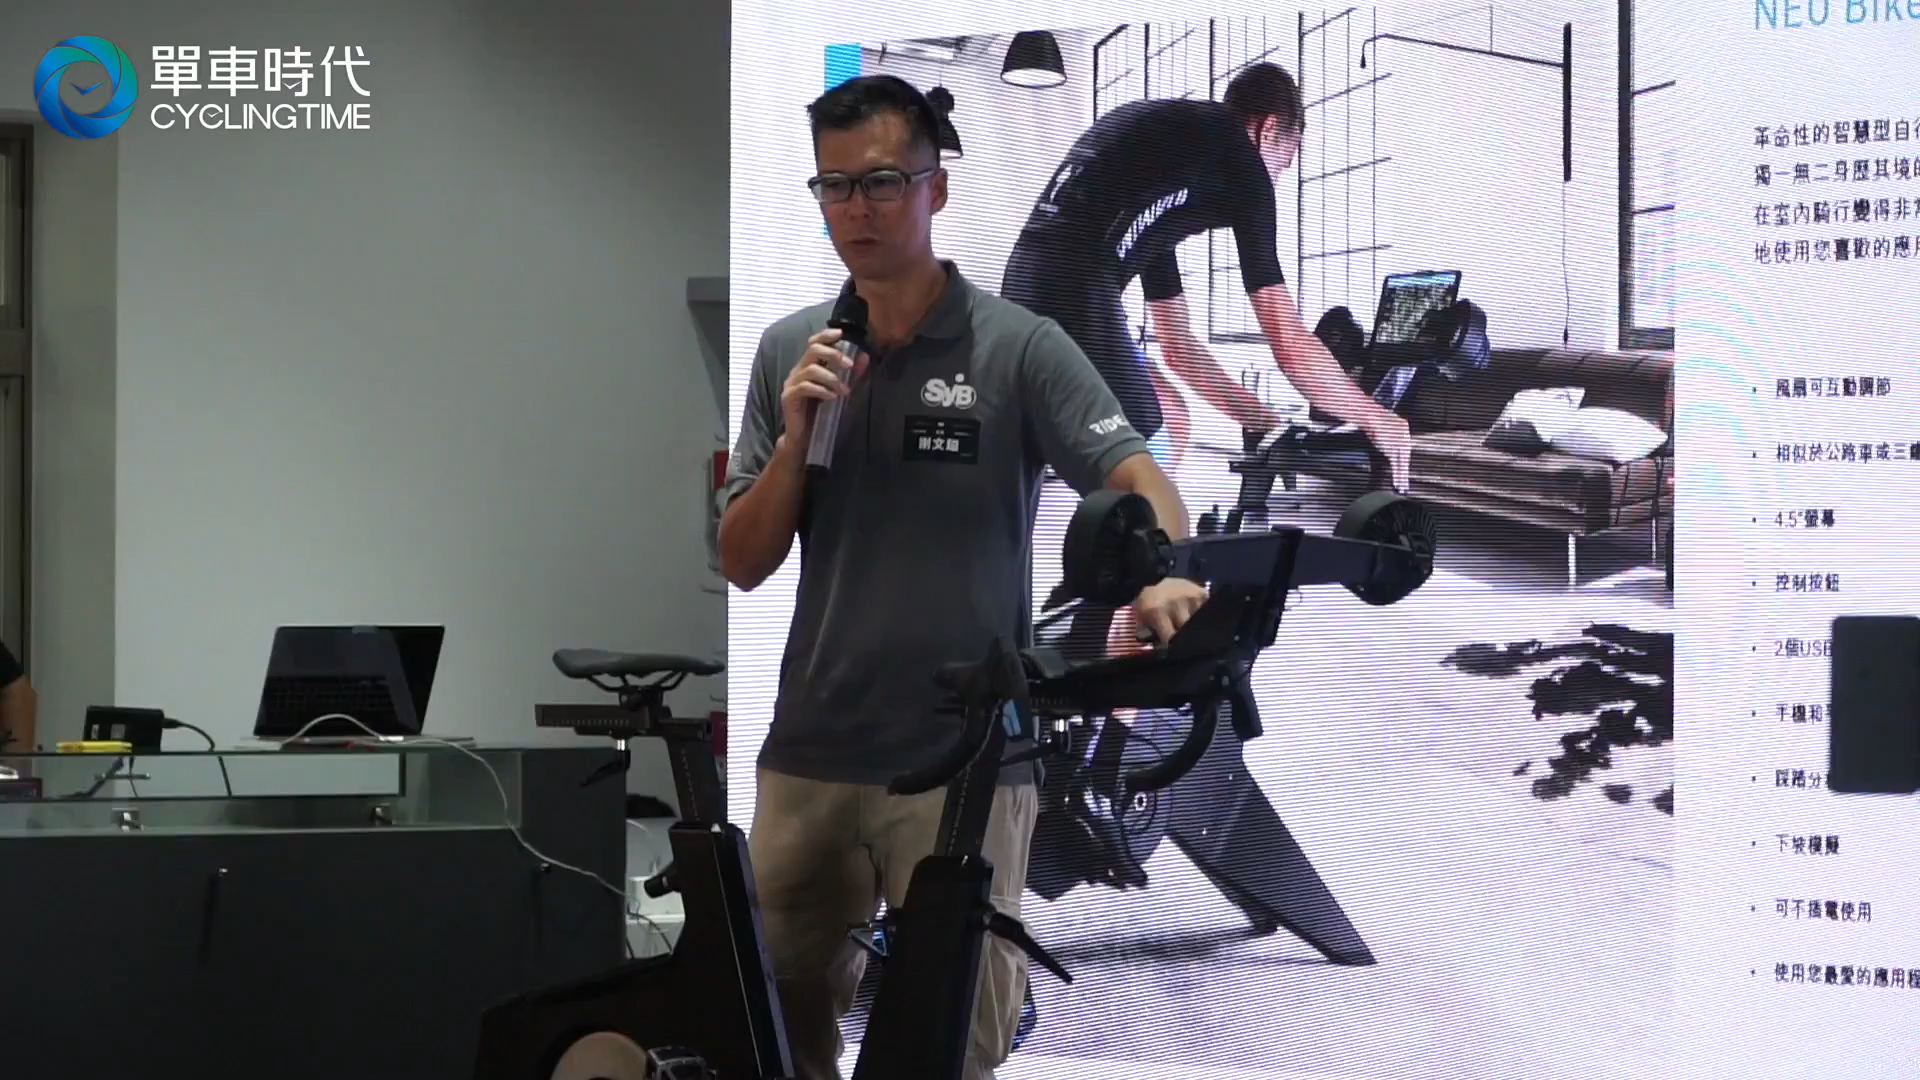 單車時代
CYCLINGTIME
NEO Bike
革命性的智慧型自
獨一無二身歷其境的
在室內騎行變得非常
地使用您喜歡的應用
• 風扇可互動調節
• 相似於公路車或三鐵
• 4.5"螢幕
• 控制按鈕
• 2個USB
• 手機和
• 踩踏分
• 下坡模擬
• 可不插電使用
• 使用您最愛的應用程
SPECIALIZED
SyB
RIDE